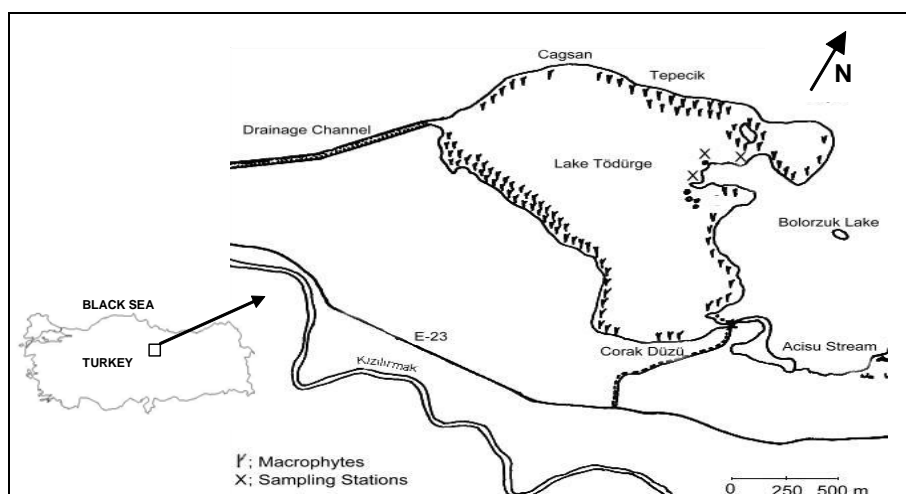 Cagsan
Tepecik
N
Drainage Channel
Lake Tödürge
Bolorzuk Lake
BLACK SEA
TURKEY
E-23
Kızılırmak
Corak Düzü
Acisu Stream
; Macrophytes
X; Sampling Stations
0 250 500 m